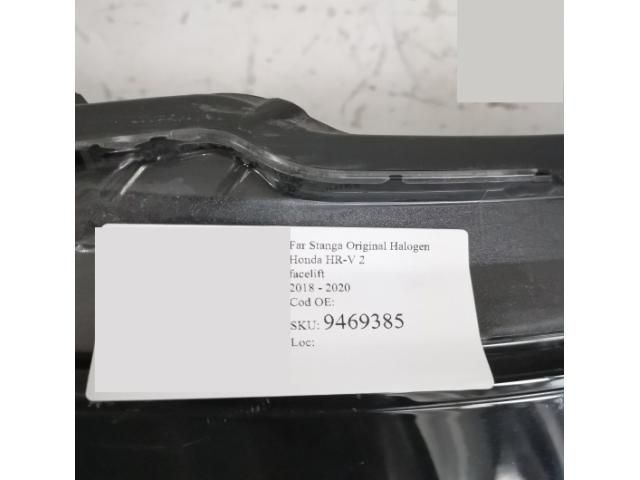 Far Stanga Original Halogen
Honda HR-V 2
facelift
2018 - 2020
Cod OE:
SKU: 9469385
Loc: